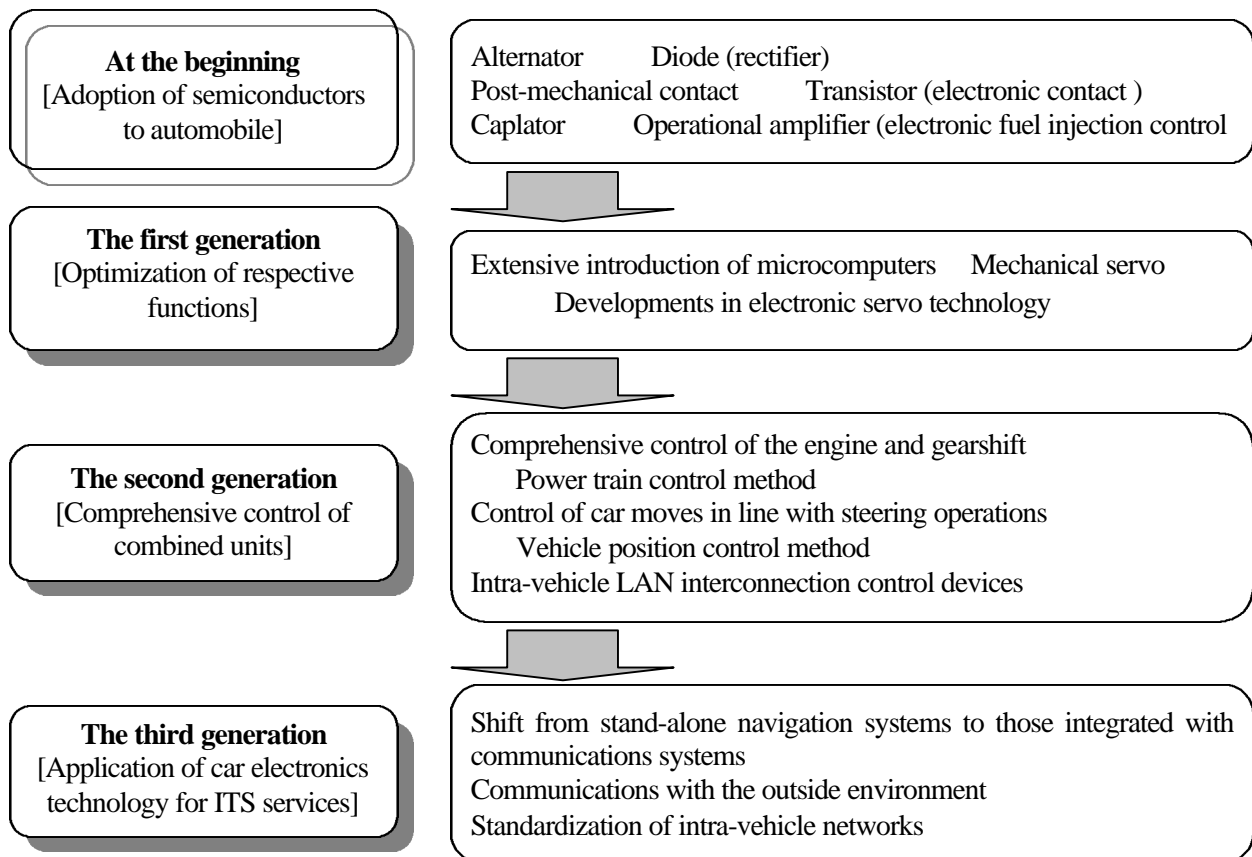 At the beginning
[Adoption of semiconductors
to automobile]
Alternator Diode (rectifier)
Post-mechanical contact Transistor (electronic contact )
Caplator Operational amplifier (electronic fuel injection control
The first generation
[Optimization of respective
functions]
Extensive introduction of microcomputers Mechanical servo
Developments in electronic servo technology
The second generation
[Comprehensive control of
combined units]
Comprehensive control of the engine and gearshift
Power train control method
Control of car moves in line with steering operations
Vehicle position control method
Intra-vehicle LAN interconnection control devices
The third generation
[Application of car electronics
technology for ITS services]
Shift from stand-alone navigation systems to those integrated with
communications systems
Communications with the outside environment
Standardization of intra-vehicle networks